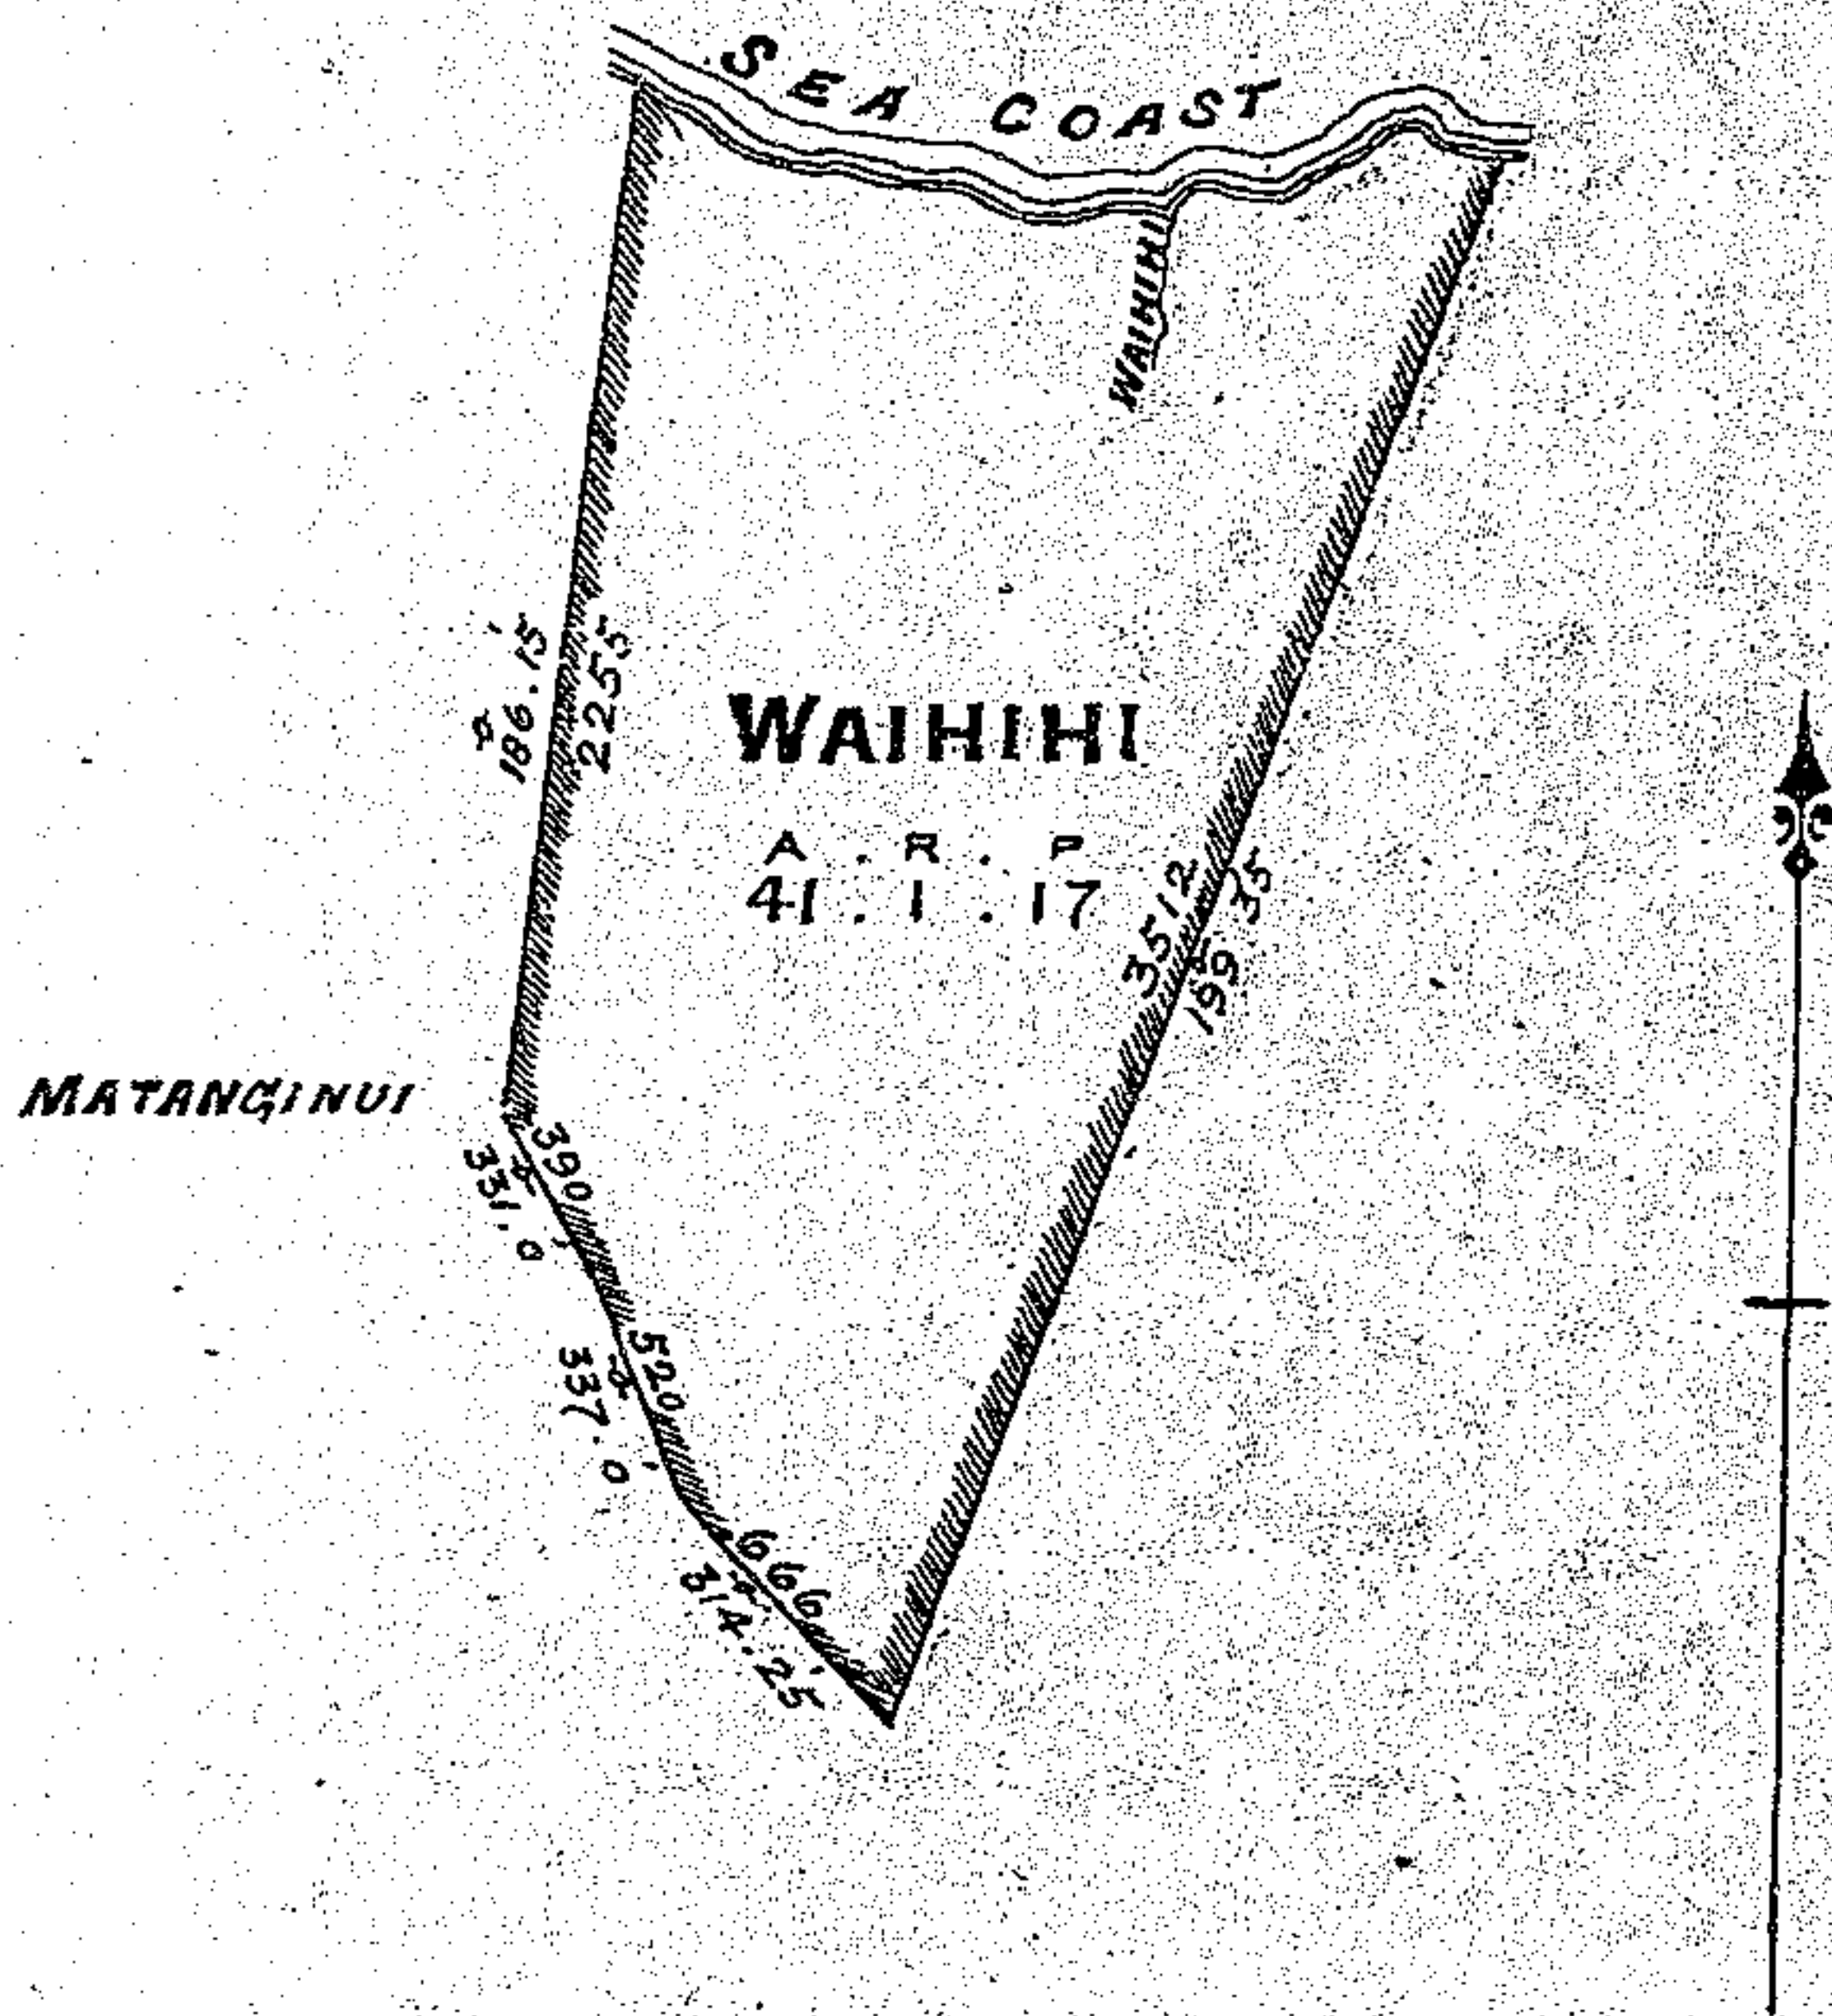 SEA COAST
WAIHIHI
186°.15'
2255
WAIHIHI
A . R . P
41 . 1 . 17
3512
199°.35'
MATANGINUI
390
331°.0'
520
337°.0'
666
314°.25'